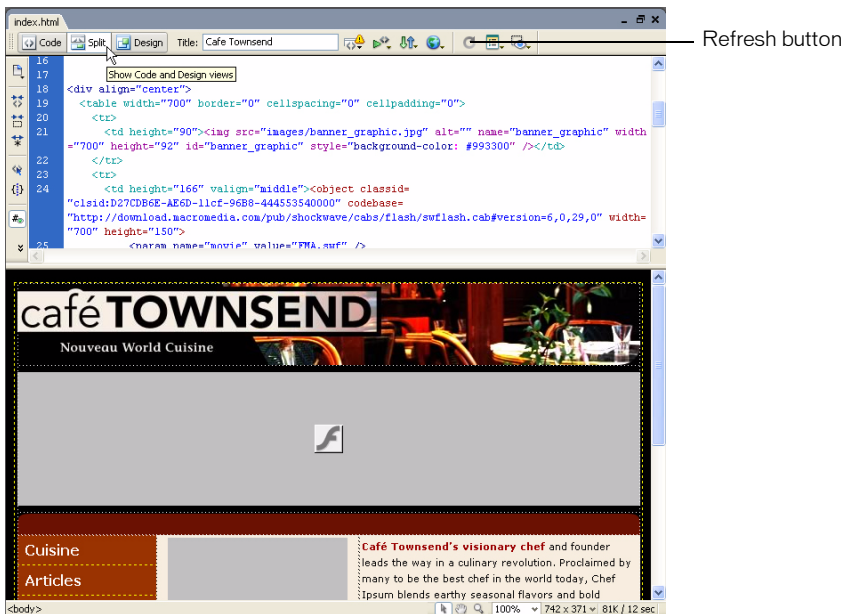 index.html
Code Split Design Title: Cafe Townsend
Refresh button
Show Code and Design views
16
17
18 <div align="center">
19 <table width="700" border="0" cellspacing="0" cellpadding="0">
20 <tr>
21 <td height="90"><img src="images/banner_graphic.jpg" alt="" name="banner_graphic" width
="700" height="92" id="banner_graphic" style="background-color: #993300" /></td>
22 </tr>
23 <tr>
24 <td height="166" valign="middle"><object classid=
"clsid:D27CDB6E-AE6D-11cf-96B8-444553540000" codebase=
"http://download.macromedia.com/pub/shockwave/cabs/flash/swflash.cab#version=6,0,29,0" width=
"700" height="150">
25 <param name="movie" value="FMA.swf" />
café TOWNSEND
Nouveau World Cuisine
Cuisine
Articles
Café Townsend's visionary chef and founder
leads the way in a culinary revolution. Proclaimed by
many to be the best chef in the world today, Chef
Ipsum blends earthy seasonal flavors and bold
<body> 100% 742 x 371 81K / 12 sec